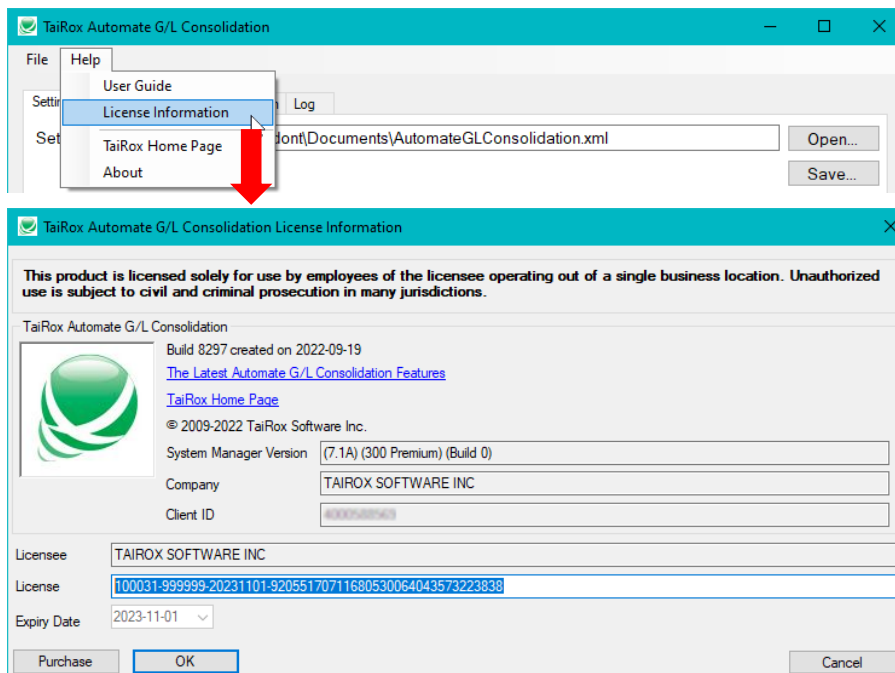 TaiRox Automate G/L Consolidation
File Help
User Guide
Settin
Log
License Information
Set
dont\Documents\AutomateGLConsolidation.xml
Open...
TaiRox Home Page
Save...
About
TaiRox Automate G/L Consolidation License Information
This product is licensed solely for use by employees of the licensee operating out of a single business location. Unauthorized
use is subject to civil and criminal prosecution in many jurisdictions.
TaiRox Automate G/L Consolidation
Build 8297 created on 2022-09-19
The Latest Automate G/L Consolidation Features
TaiRox Home Page
© 2009-2022 TaiRox Software Inc.
System Manager Version (7.1A) (300 Premium) (Build 0)
Company TAIROX SOFTWARE INC
Client ID
Licensee TAIROX SOFTWARE INC
License 100031-999999-20231101-92055170711680530064043573223838
Expiry Date 2023-11-01
Purchase OK Cancel